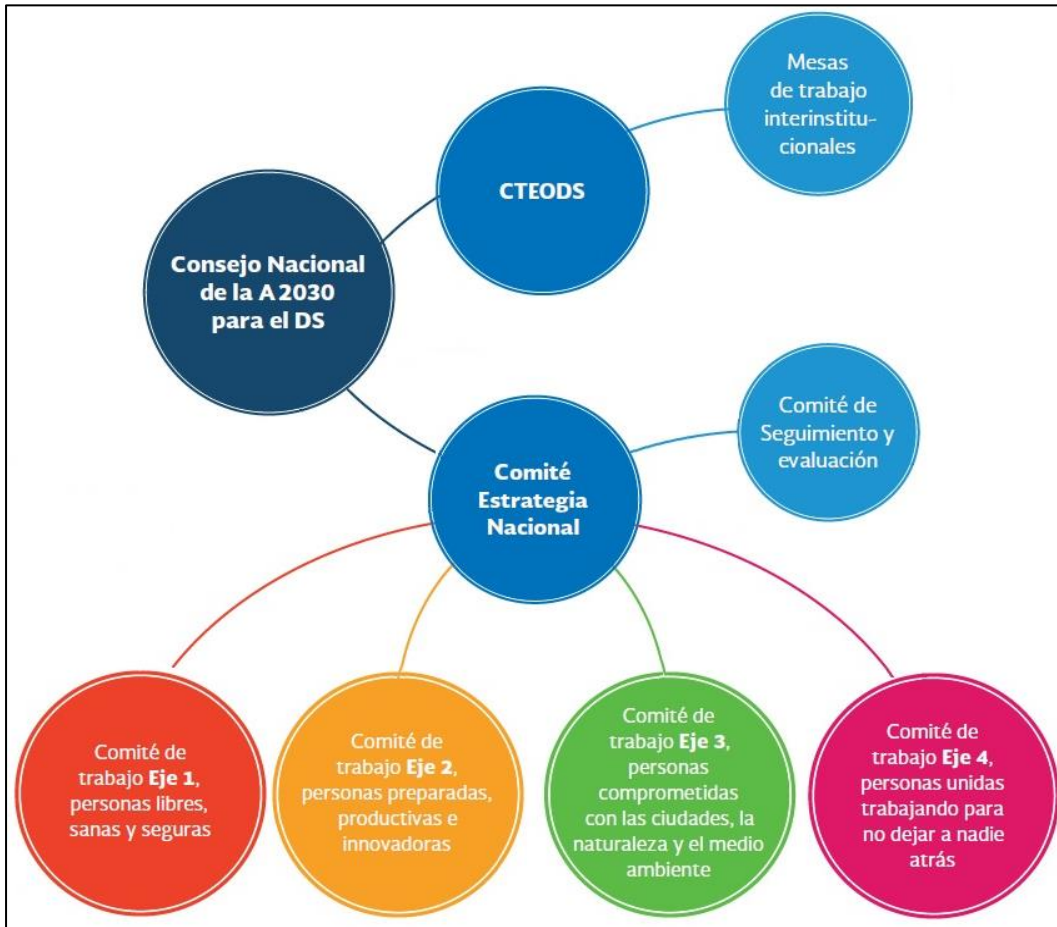 Mesas
de trabajo
interinstitu-
cionales
CTEODS
Consejo Nacional
de la A 2030
para el DS
Comité de
Seguimiento y
evaluación
Comité
Estrategia
Nacional
Comité de
trabajo Eje 1,
personas libres,
sanas y seguras
Comité de
trabajo Eje 2,
personas preparadas,
productivas e
innovadoras
Comité de
trabajo Eje 3,
personas
comprometidas
con las ciudades, la
naturaleza y el medio
ambiente
Comité de
trabajo Eje 4,
personas unidas
trabajando para
no dejar a nadie
atrás